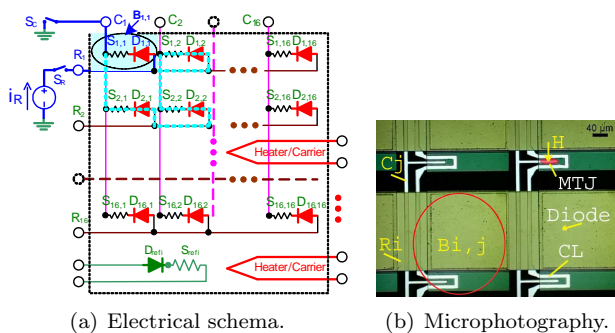 S_C C_1 B_1,1 C_2 C_16
S_1,1 D_1,1 S_1,2 D_1,2 S_1,16 D_1,16
R_1
S_R
i_R
S_2,1 D_2,1 S_2,2 D_2,2 S_2,16 D_2,16
R_2
Heater/Carrier
S_16,1 D_16,1 S_16,2 D_16,2 S_16,16 D_16,16
R_16
D_refi S_refi
Heater/Carrier
40 μm
H
Cj
MTJ
Diode
Ri
Bi,j
CL
(a) Electrical schema.
(b) Microphotography.